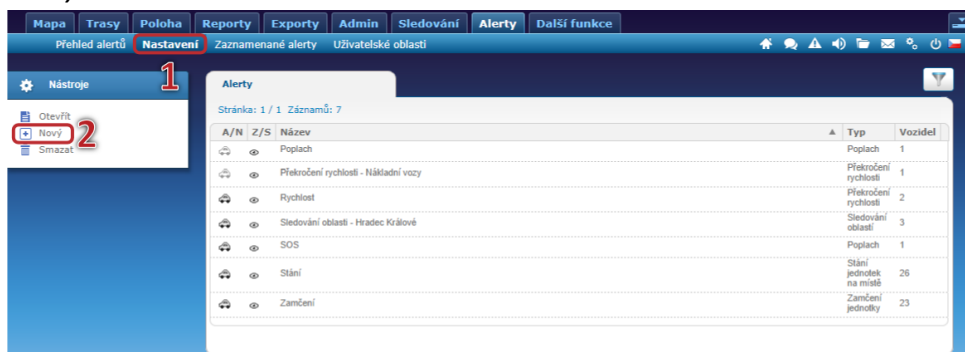 Mapa Trasy Poloha Reporty Exporty Admin Sledování Alerty Další funkce
Přehled alertů Nastavení Zaznamenané alerty Uživatelské oblasti
1
Nástroje
Otevřít
Nový
2
Smazat
Alerty
Stránka: 1 / 1 Záznamů: 7
A/N Z/S Název Typ Vozidel
Poplach Poplach 1
Překročení rychlosti - Nákladní vozy Překročení rychlosti 1
Rychlost Překročení rychlosti 2
Sledování oblasti - Hradec Králové Sledování oblastí 3
SOS Poplach 1
Stání Stání jednotek na místě 26
Zamčení Zamčení jednotky 23